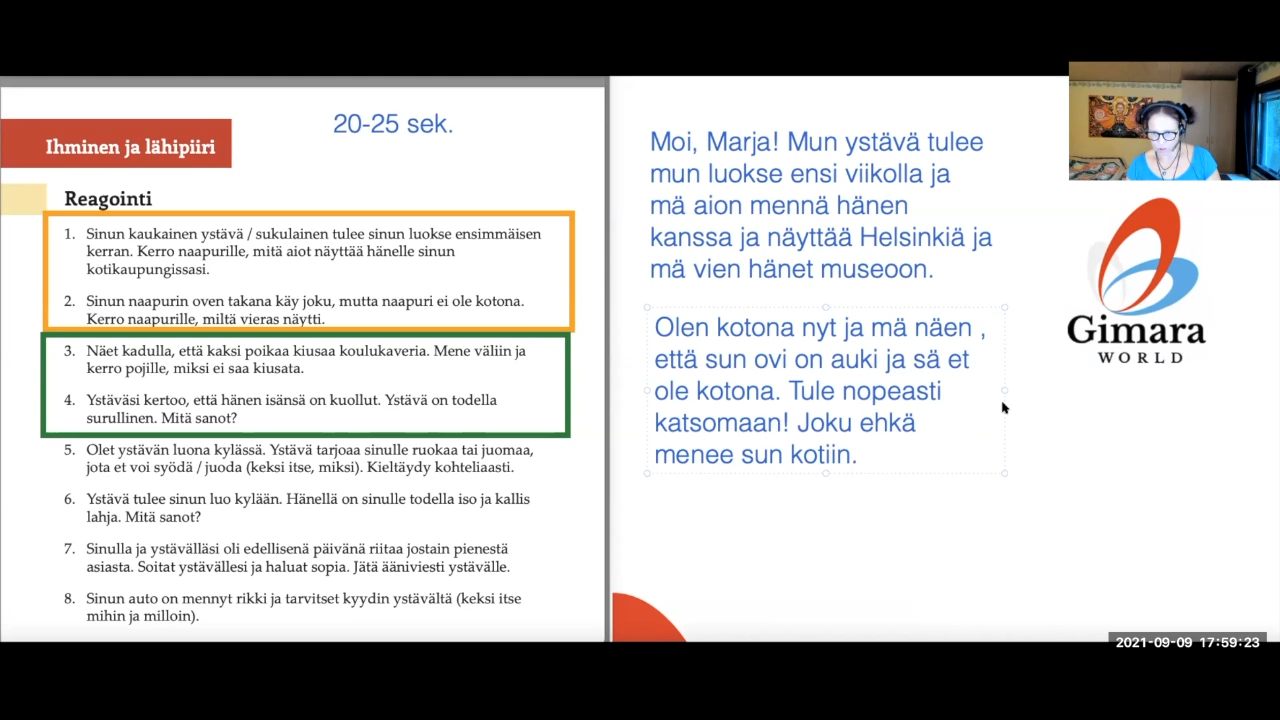 20-25 sek.
Ihminen ja lähipiiri
Reagointi
1. Sinun kaukainen ystävä / sukulainen tulee sinun luokse ensimmäisen
kerran. Kerro naapurille, mitä aiot näyttää hänelle sinun
kotikaupungissasi.
2. Sinun naapurin oven takana käy joku, mutta naapuri ei ole kotona.
Kerro naapurille, miltä vieras näytti.
3. Näet kadulla, että kaksi poikaa kiusaa koulukaveria. Mene väliin ja
kerro pojille, miksi ei saa kiusata.
4. Ystäväsi kertoo, että hänen isänsä on kuollut. Ystävä on todella
surullinen. Mitä sanot?
5. Olet ystävän luona kylässä. Ystävä tarjoaa sinulle ruokaa tai juomaa,
jota et voi syödä / juoda (keksi itse, miksi). Kieltäydy kohteliaasti.
6. Ystävä tulee sinun luo kylään. Hänellä on sinulle todella iso ja kallis
lahja. Mitä sanot?
7. Sinulla ja ystävälläsi oli edellisenä päivänä riitaa jostain pienestä
asiasta. Soitat ystävällesi ja haluat sopia. Jätä ääniviesti ystävälle.
8. Sinun auto on mennyt rikki ja tarvitset kyydin ystävältä (keksi itse
mihin ja milloin).
Moi, Marja! Mun ystävä tulee
mun luokse ensi viikolla ja
mä aion mennä hänen
kanssa ja näyttää Helsinkiä ja
mä vien hänet museoon.
Olen kotona nyt ja mä näen ,
että sun ovi on auki ja sä et
ole kotona. Tule nopeasti
katsomaan! Joku ehkä
menee sun kotiin.
Gimara
WORLD
2021-09-09 17:59:23